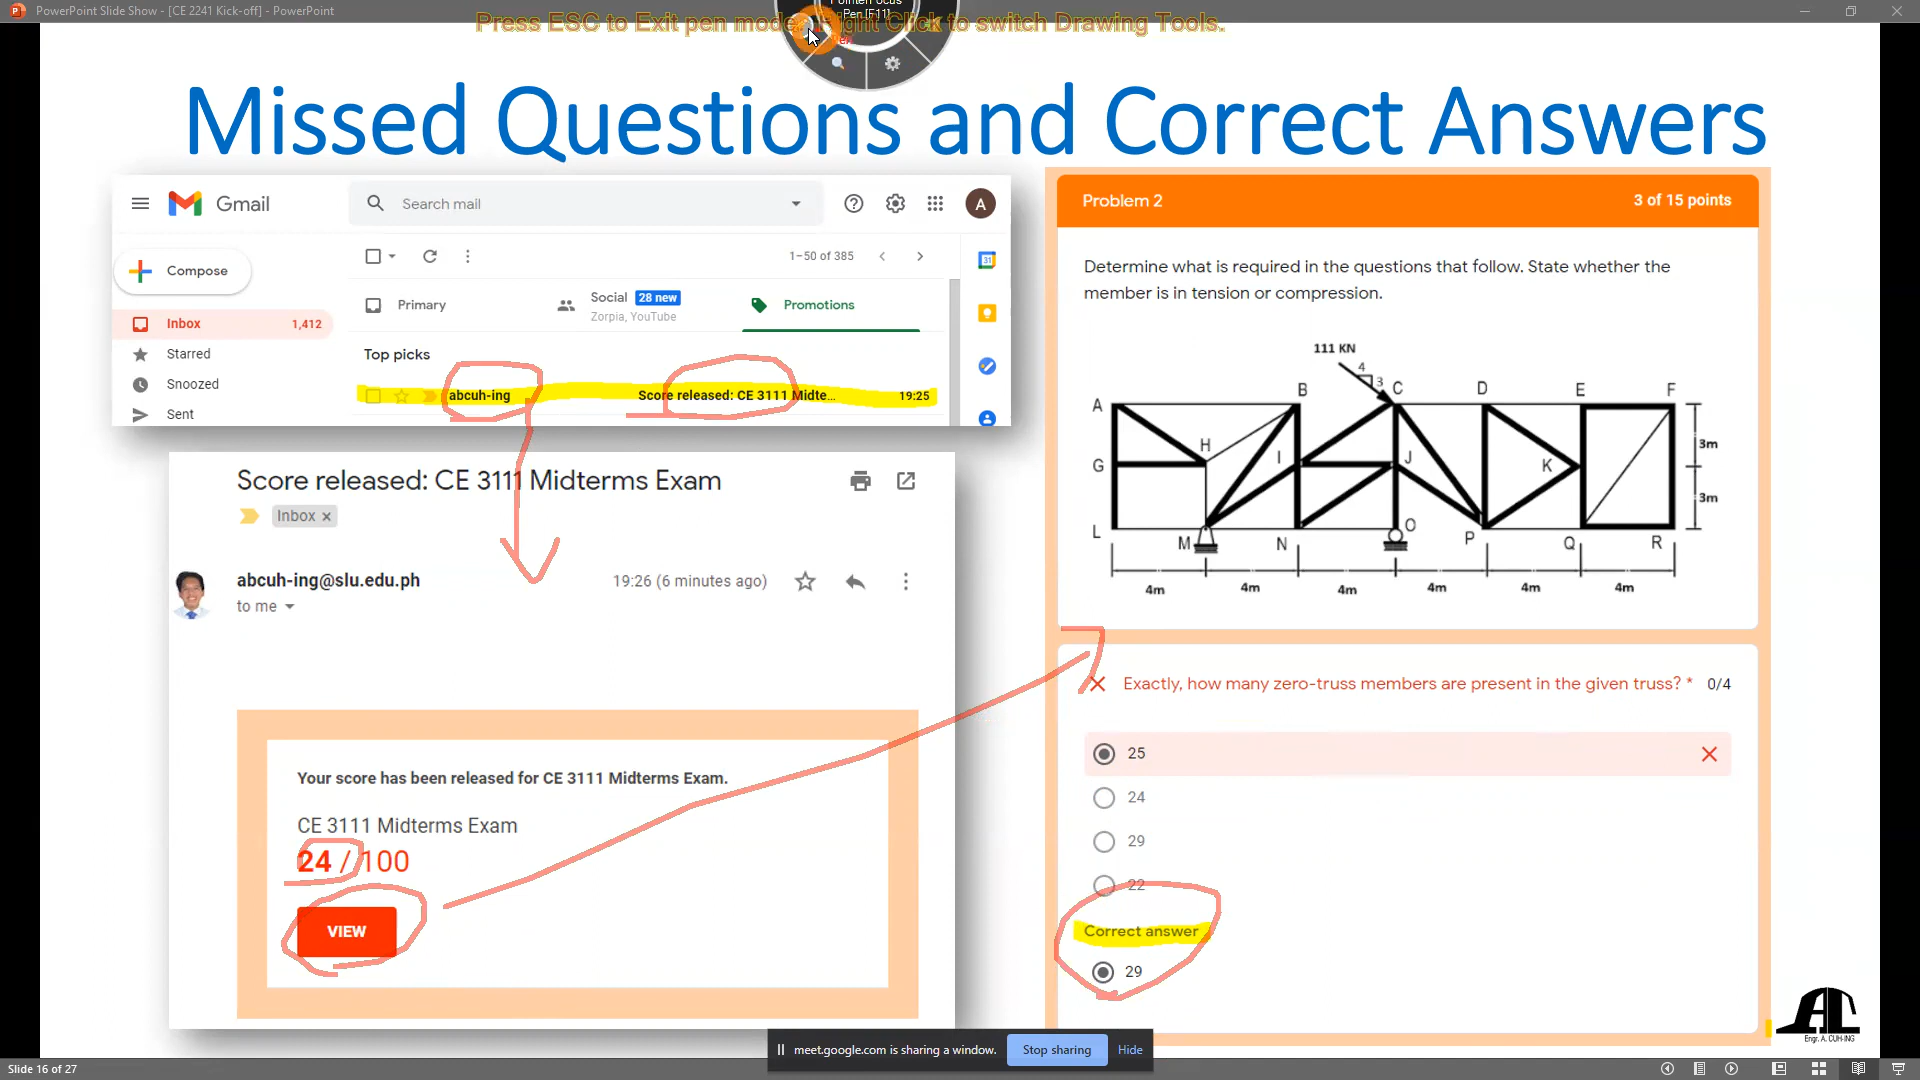 PowerPoint Slide Show - [CE 2241 Kick-off] - PowerPoint
Pen [F11]
Press ESC to Exit pen mode, Right Click to switch Drawing Tools.
Missed Questions and Correct Answers
Gmail
Search mail
A
Compose
1–50 of 385
31
Inbox 1,412
Primary
Social 28 new
Zorpia, YouTube
Promotions
Starred
Top picks
Snoozed
abcuh-ing Score released: CE 3111 Midte... 19:25
Sent
Score released: CE 3111 Midterms Exam
Inbox x
abcuh-ing@slu.edu.ph 19:26 (6 minutes ago)
to me
Your score has been released for CE 3111 Midterms Exam.
CE 3111 Midterms Exam
24 / 100
VIEW
Problem 2 3 of 15 points
Determine what is required in the questions that follow. State whether the
member is in tension or compression.
111 KN
4
3
A B C D E F
H
G I J K 3m
3m
L M N O P Q R
4m 4m 4m 4m 4m 4m
Exactly, how many zero-truss members are present in the given truss? * 0/4
25
24
29
22
Correct answer
29
Engr. A. CUH-ING
meet.google.com is sharing a window. Stop sharing Hide
Slide 16 of 27